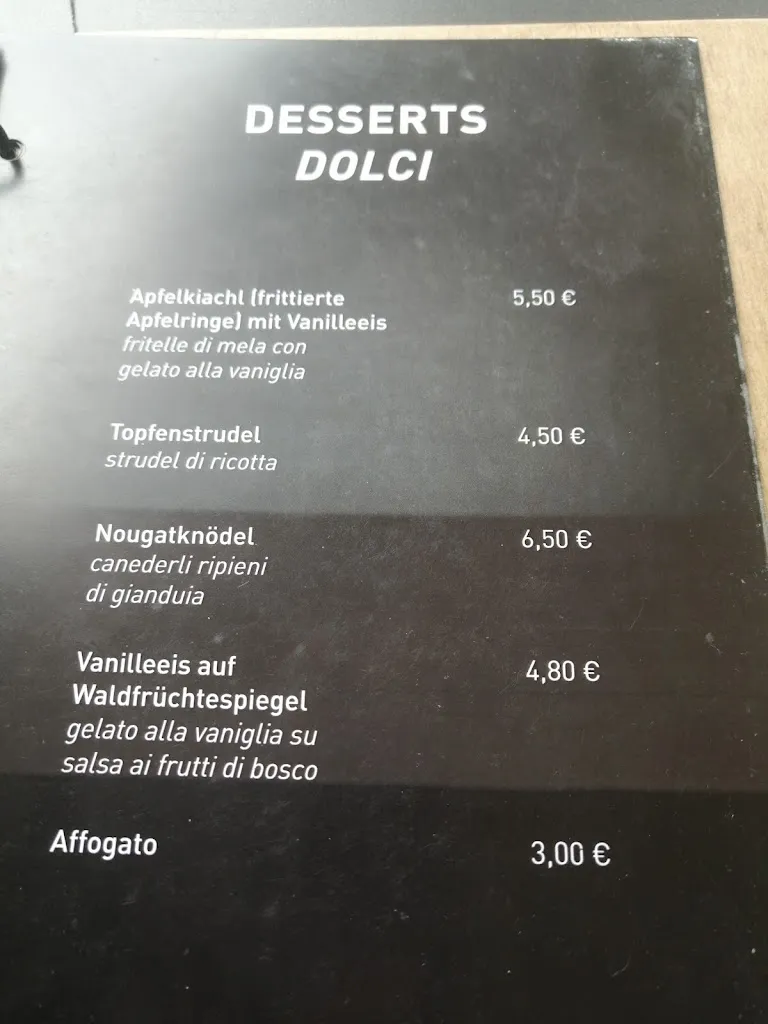 DESSERTS
DOLCI
Apfelkiachl (frittierte 5,50 €
Apfelringe) mit Vanilleeis
fritelle di mela con
gelato alla vaniglia
Topfenstrudel 4,50 €
strudel di ricotta
Nougatknödel 6,50 €
canederli ripieni
di gianduia
Vanilleeis auf 4,80 €
Waldfrüchtespiegel
gelato alla vaniglia su
salsa ai frutti di bosco
Affogato 3,00 €